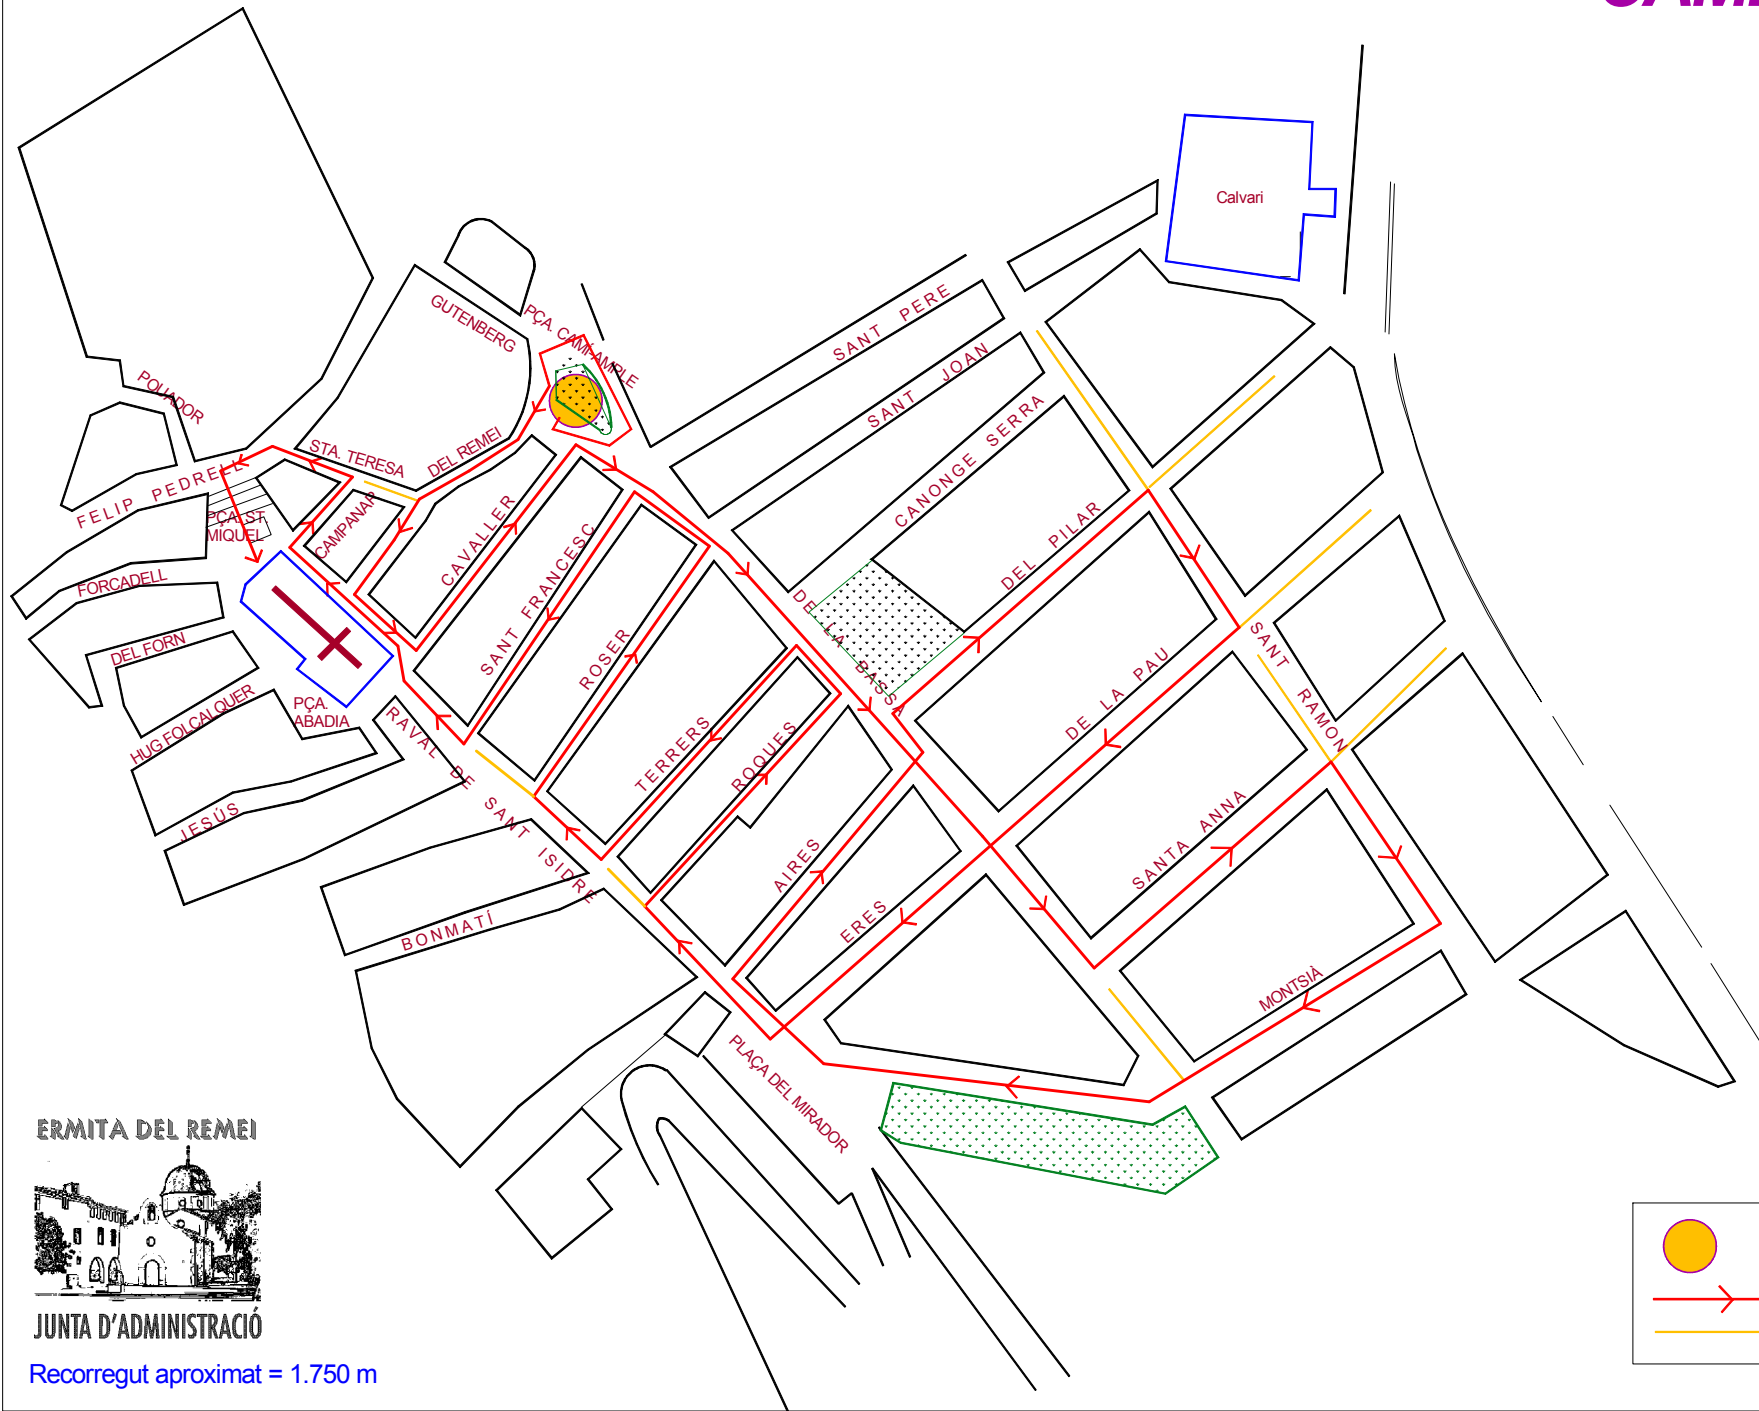 Calvari
SANT PERE
SANT JOAN
CANONGE SERRA
DEL PILAR
GUTENBERG
PÇA. CAMÍ-AMPLE
POUADOR
STA. TERESA
DEL REMEI
FELIP PEDRELL
CAMPANAR
PÇA. ST.
MIQUEL
CAVALLER
SANT FRANCESC
FORCADELL
DEL FORN
HUG FOLCALQUER
JESÚS
PÇA.
ABADIA
ROSER
DE LA BASSA
SANT RAMON
DE LA PAU
TERRERS
ROQUES
RAVAL DE SANT ISIDRE
AIRES
SANTA ANNA
ERES
BONMATÍ
MONTSIÀ
PLAÇA DEL MIRADOR
ERMITA DEL REMEI
JUNTA D'ADMINISTRACIÓ
Recorregut aproximat = 1.750 m